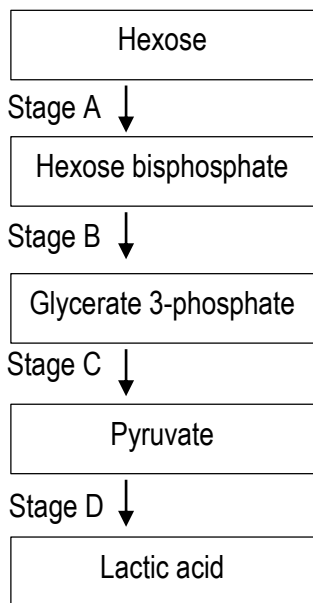 Hexose
Stage A
Hexose bisphosphate
Stage B
Glycerate 3-phosphate
Stage C
Pyruvate
Stage D
Lactic acid